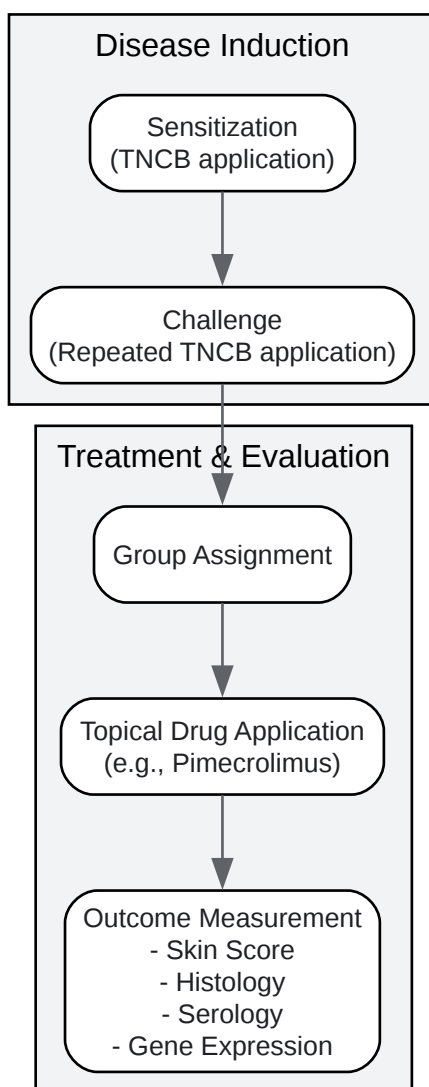 Disease Induction
Sensitization
(TNCB application)
Challenge
(Repeated TNCB application)
Treatment & Evaluation
Group Assignment
Topical Drug Application
(e.g., Pimecrolimus)
Outcome Measurement
- Skin Score
- Histology
- Serology
- Gene Expression